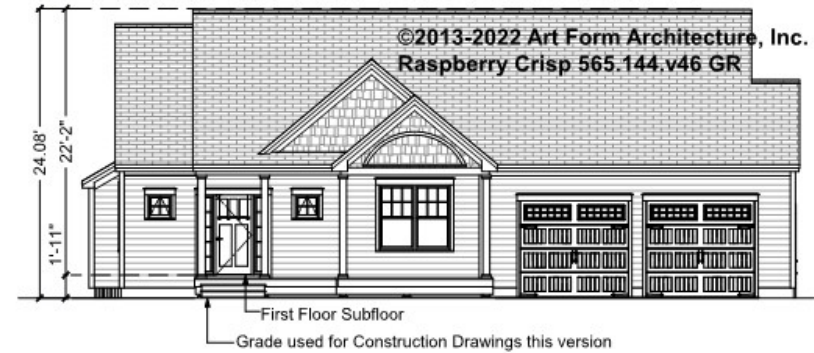 ©2013-2022 Art Form Architecture, Inc.
Raspberry Crisp 565.144.v46 GR
24.08'
22'-2"
1'-11"
First Floor Subfloor
Grade used for Construction Drawings this version